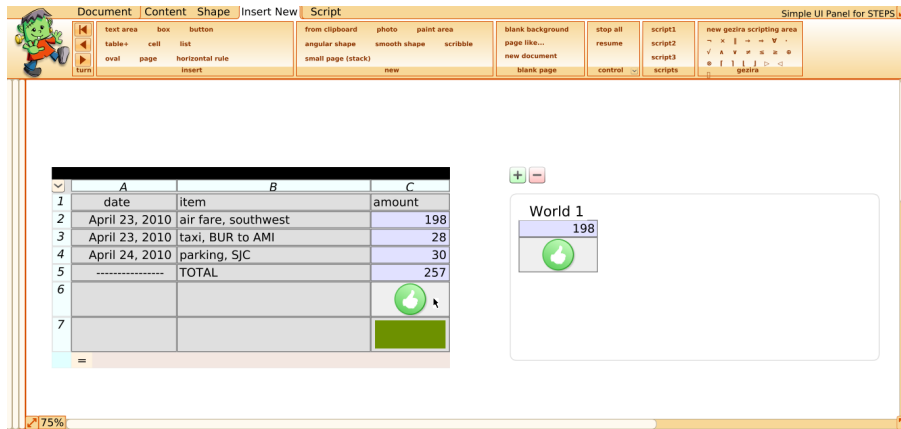 Document Content Shape Insert New Script
Simple UI Panel for STEPS
text area box button
table+ cell list
oval page horizontal rule
turn
insert
from clipboard photo paint area
angular shape smooth shape scribble
small page (stack)
new
blank background
page like...
new document
blank page
stop all
resume
control
script1
script2
script3
scripts
new gezira scripting area
gezira
A B C
1 date item amount
2 April 23, 2010 air fare, southwest 198
3 April 23, 2010 taxi, BUR to AMI 28
4 April 24, 2010 parking, SJC 30
5 ---------------- TOTAL 257
6
7
=
+ −
World 1
198
75%